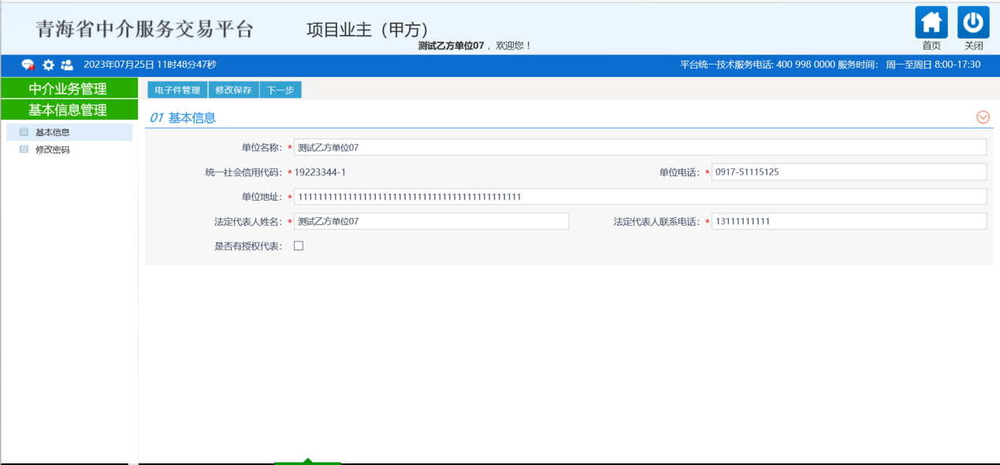 青海省中介服务交易平台
项目业主（甲方）
测试乙方单位07 ，欢迎您！
首页
关闭
2023年07月25日 11时48分47秒
平台统一技术服务电话: 400 998 0000 服务时间： 周一至周日 8:00-17:30
中介业务管理
基本信息管理
基本信息
修改密码
电子件管理
修改保存
下一步
01 基本信息
单位名称：* 测试乙方单位07
统一社会信用代码：* 19223344-1
单位电话：* 0917-51115125
单位地址：* 1111111111111111111111111111111111111111111111
法定代表人姓名：* 测试乙方单位07
法定代表人联系电话：* 13111111111
是否有授权代表：